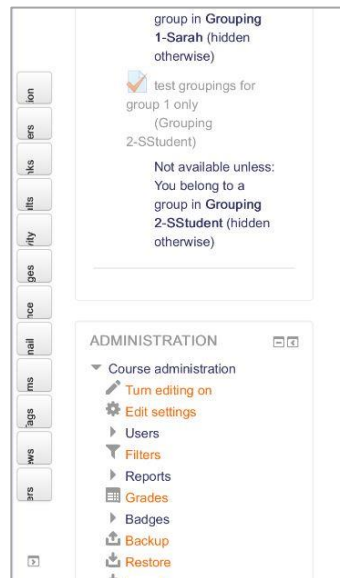 group in Grouping
1-Sarah (hidden
otherwise)
test groupings for
group 1 only
(Grouping
2-SStudent)
Not available unless:
You belong to a
group in Grouping
2-SStudent (hidden
otherwise)
ADMINISTRATION
Course administration
Turn editing on
Edit settings
Users
Filters
Reports
Grades
Badges
Backup
Restore